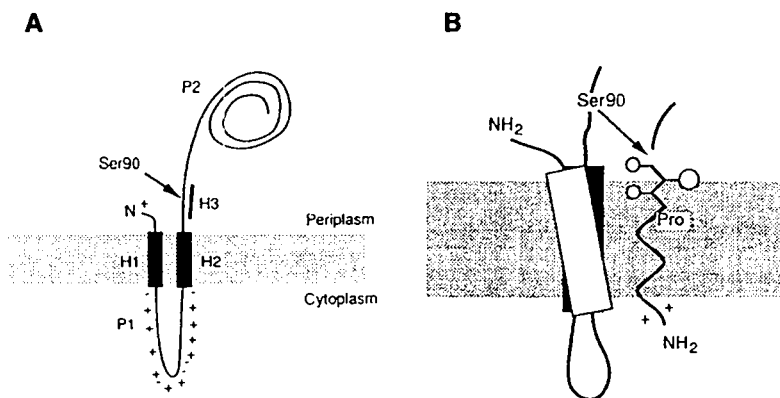 A
P2
Ser90
N +
H3
Periplasm
H1
H2
Cytoplasm
P1
B
Ser90
NH2
Pro
+ +
NH2